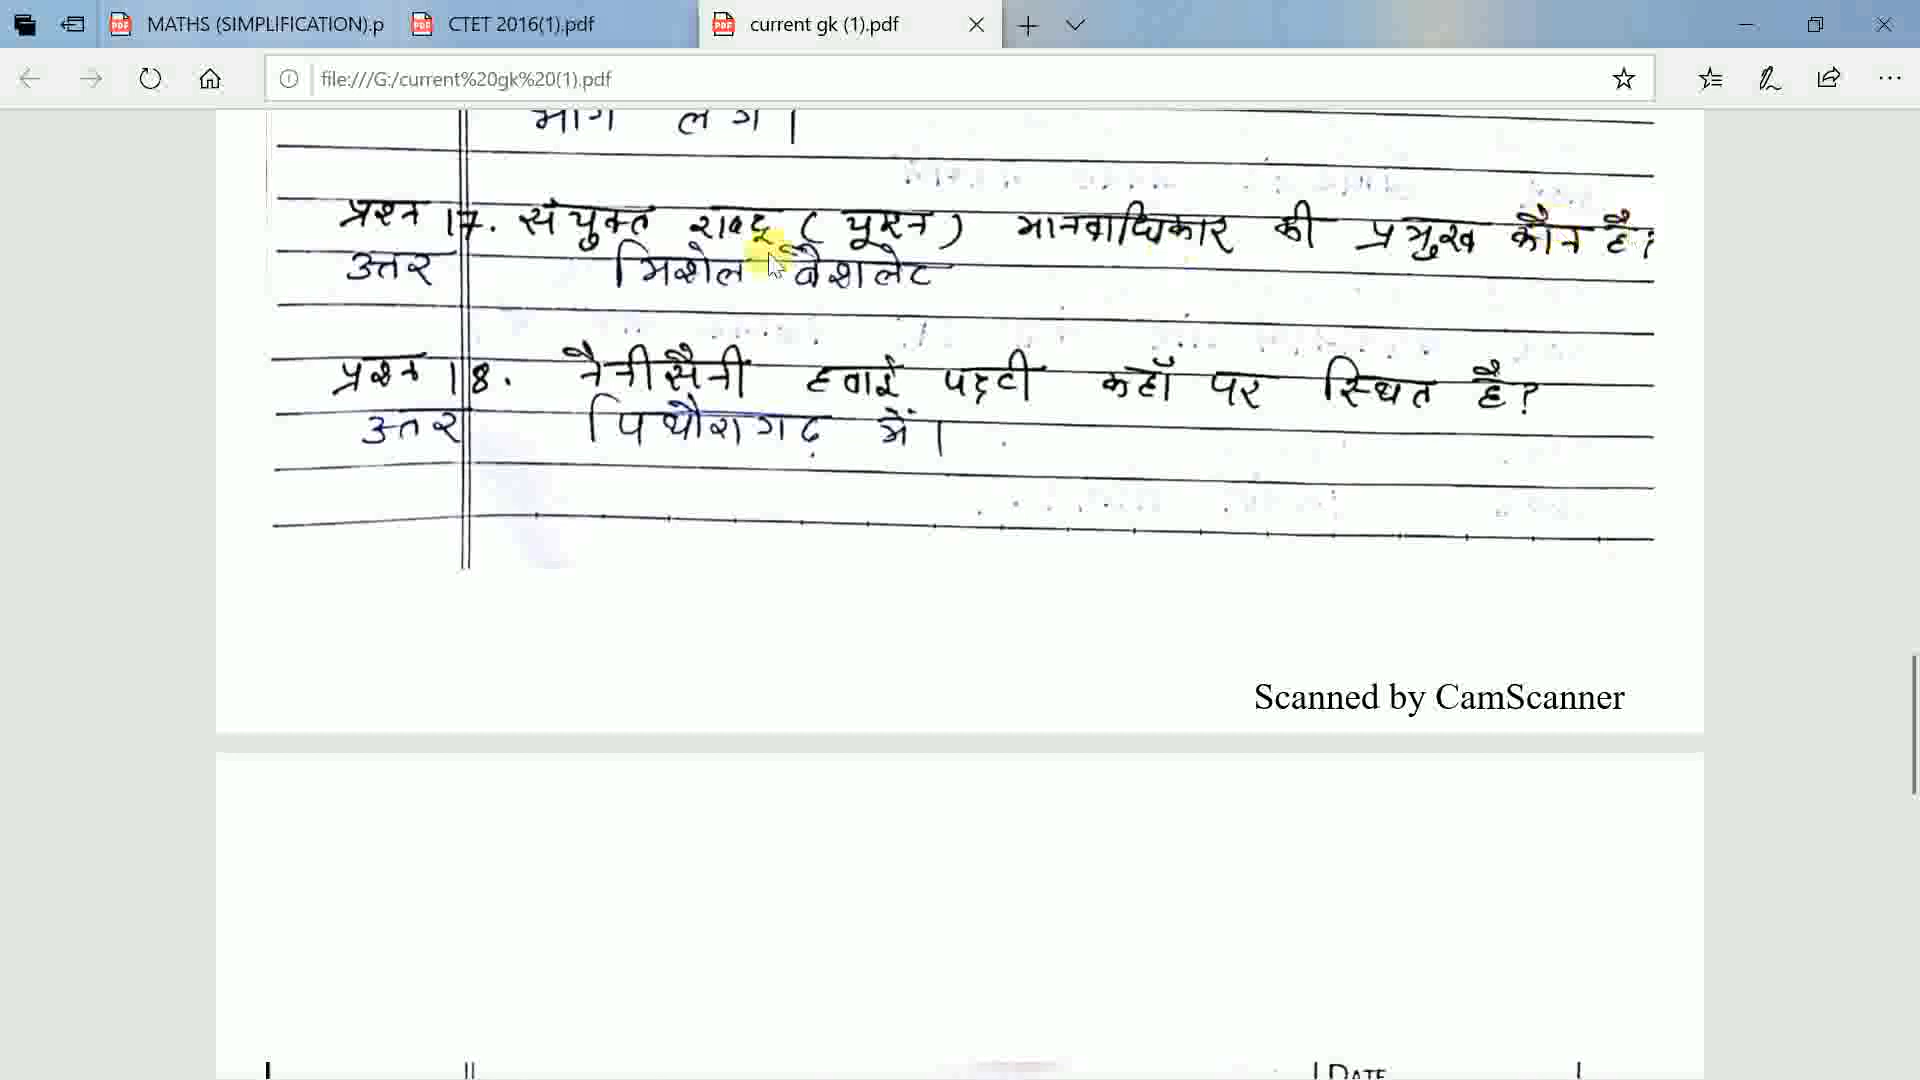 MATHS (SIMPLIFICATION).p CTET 2016(1).pdf current gk (1).pdf
file:///G:/current%20gk%20(1).pdf
प्रश्न 17. संयुक्त राष्ट्र (यूएन) मानवाधिकार की प्रमुख कौन है?
उत्तर मिशेल बैशलेट
प्रश्न 18. नैनीसैनी हवाई पट्टी कहाँ पर स्थित है?
उत्तर पिथौरागढ़ में।
Scanned by CamScanner
DATE